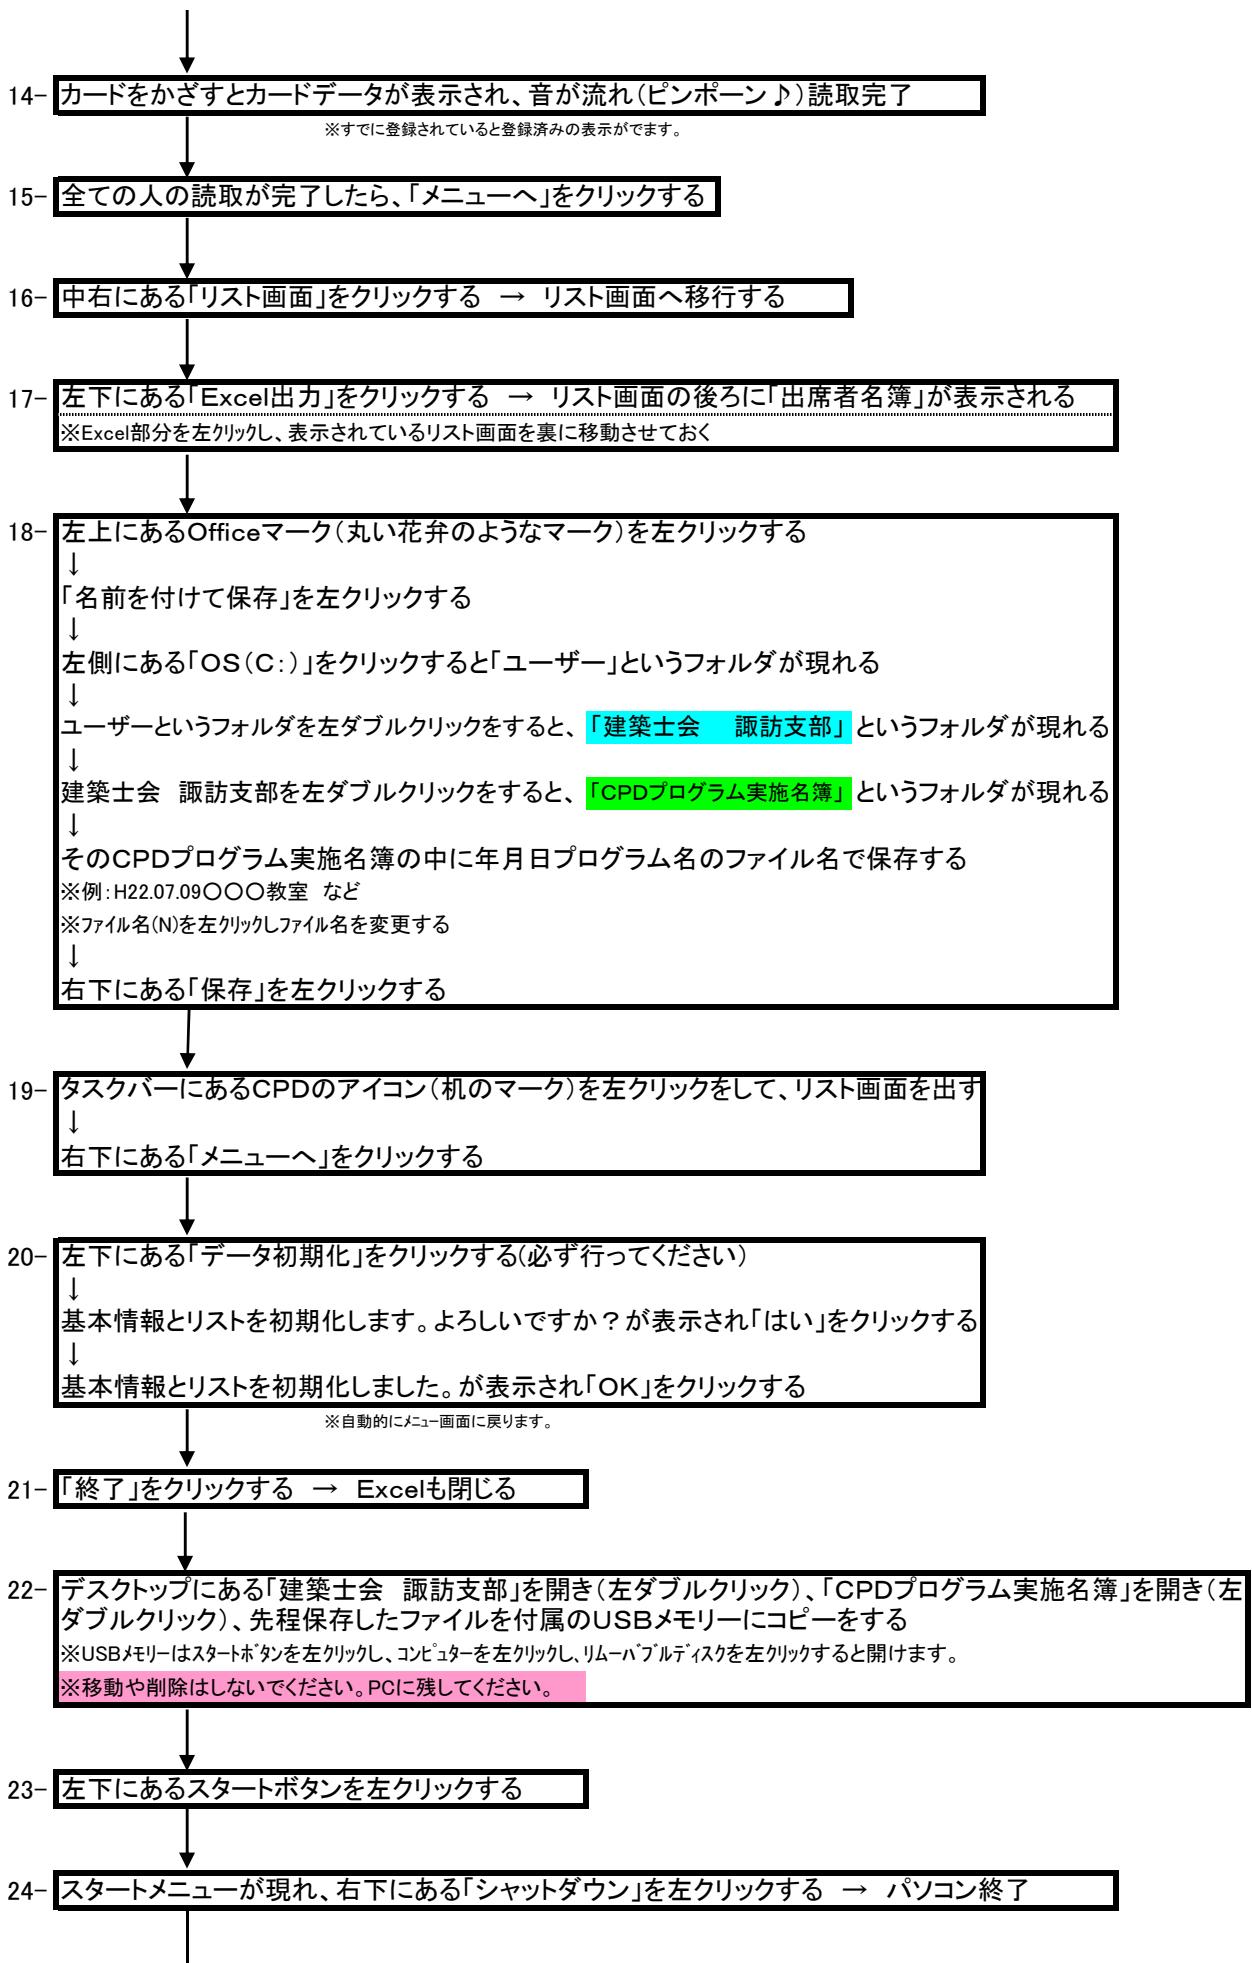 14- カードをかざすとカードデータが表示され、音が流れ（ピンポーン♪）読取完了
※すでに登録されていると登録済みの表示がでます。
15- 全ての人の読取が完了したら、「メニューへ」をクリックする
16- 中右にある「リスト画面」をクリックする → リスト画面へ移行する
17- 左下にある「Excel出力」をクリックする → リスト画面の後ろに「出席者名簿」が表示される
※Excel部分を左ｸﾘｯｸし、表示されているリスト画面を裏に移動させておく
18- 左上にあるOfficeマーク（丸い花弁のようなマーク）を左クリックする
↓
「名前を付けて保存」を左クリックする
↓
左側にある「OS（C:）」をクリックすると「ユーザー」というフォルダが現れる
↓
ユーザーというフォルダを左ダブルクリックをすると、「建築士会　諏訪支部」というフォルダが現れる
↓
建築士会　諏訪支部を左ダブルクリックをすると、「CPDプログラム実施名簿」というフォルダが現れる
↓
そのCPDプログラム実施名簿の中に年月日プログラム名のファイル名で保存する
※例：H22.07.09〇〇〇教室 など
※ﾌｧｲﾙ名(N)を左ｸﾘｯｸしﾌｧｲﾙ名を変更する
↓
右下にある「保存」を左クリックする
19- タスクバーにあるCPDのアイコン（机のマーク）を左クリックをして、リスト画面を出す
↓
右下にある「メニューへ」をクリックする
20- 左下にある「データ初期化」をクリックする(必ず行ってください）
↓
基本情報とリストを初期化します。よろしいですか？が表示され「はい」をクリックする
↓
基本情報とリストを初期化しました。が表示され「OK」をクリックする
※自動的にﾒﾆｭｰ画面に戻ります。
21- 「終了」をクリックする → Excelも閉じる
22- デスクトップにある「建築士会　諏訪支部」を開き（左ダブルクリック）、「CPDプログラム実施名簿」を開き（左
ダブルクリック）、先程保存したファイルを付属のUSBメモリーにコピーをする
※USBﾒﾓﾘｰはｽﾀｰﾄﾎﾞﾀﾝを左ｸﾘｯｸし、ｺﾝﾋﾟｭﾀｰを左ｸﾘｯｸし、ﾘﾑｰﾊﾞﾌﾞﾙﾃﾞｨｽｸを左ｸﾘｯｸすると開けます。
※移動や削除はしないでください。PCに残してください。
23- 左下にあるスタートボタンを左クリックする
24- スタートメニューが現れ、右下にある「シャットダウン」を左クリックする → パソコン終了